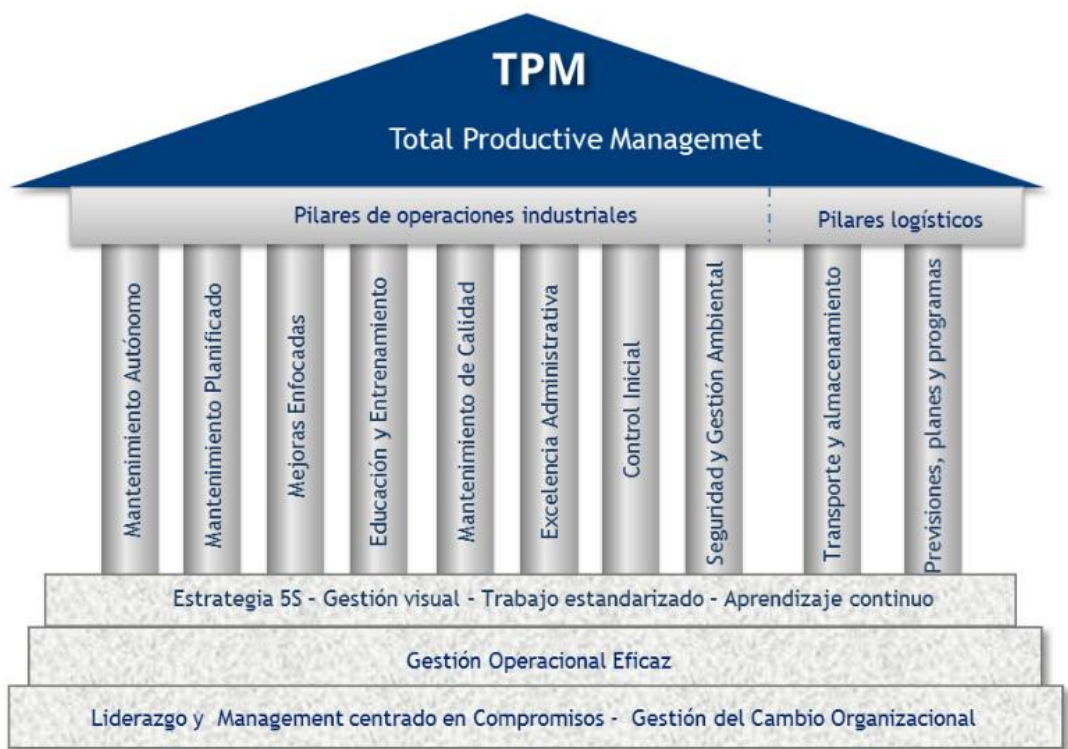 TPM
Total Productive Managemet
Pilares de operaciones industriales
Pilares logísticos
Mantenimiento Autónomo
Mantenimiento Planificado
Mejoras Enfocadas
Educación y Entrenamiento
Mantenimiento de Calidad
Excelencia Administrativa
Control Inicial
Seguridad y Gestión Ambiental
Transporte y almacenamiento
Previsiones, planes y programas
Estrategia 5S – Gestión visual - Trabajo estandarizado – Aprendizaje continuo
Gestión Operacional Eficaz
Liderazgo y Management centrado en Compromisos - Gestión del Cambio Organizacional